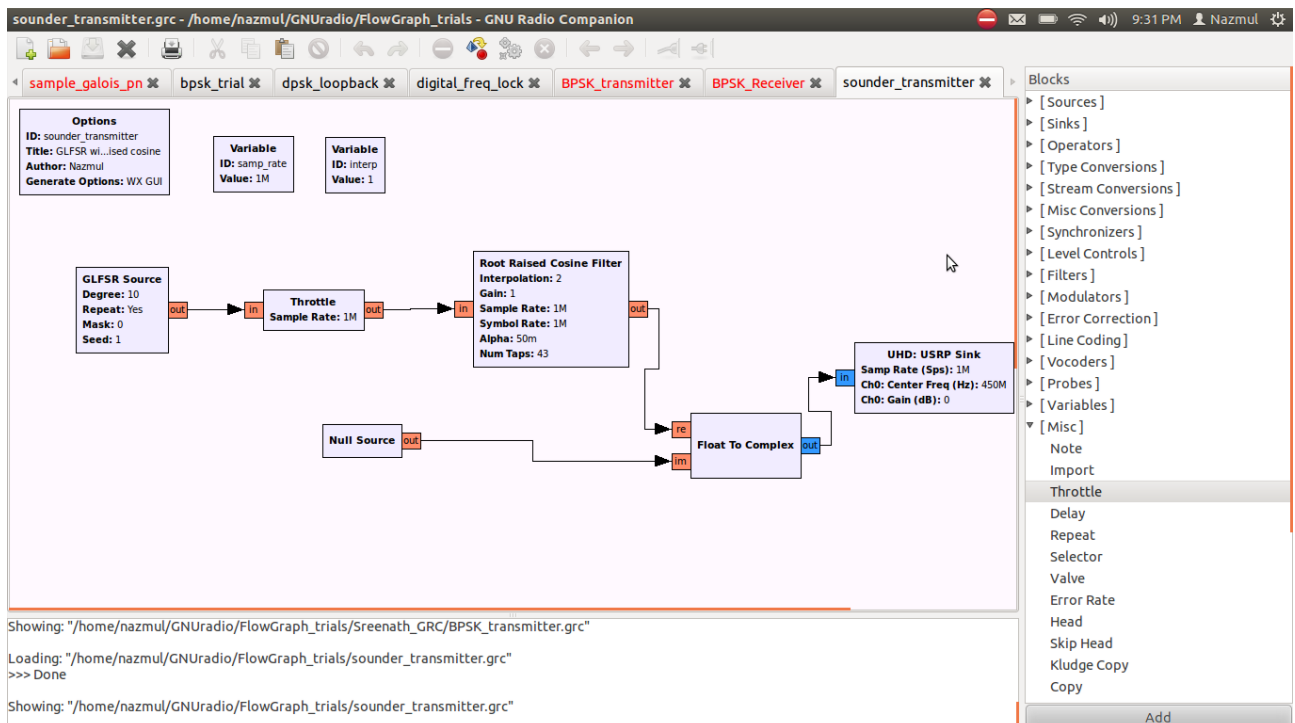 sounder_transmitter.grc - /home/nazmul/GNUradio/FlowGraph_trials - GNU Radio Companion
9:31 PM Nazmul
sample_galois_pn bpsk_trial dpsk_loopback digital_freq_lock BPSK_transmitter BPSK_Receiver sounder_transmitter
Options
ID: sounder_transmitter
Title: GLFSR wi...ised cosine
Author: Nazmul
Generate Options: WX GUI
Variable
ID: samp_rate
Value: 1M
Variable
ID: interp
Value: 1
GLFSR Source
Degree: 10
Repeat: Yes
Mask: 0
Seed: 1
out
in
Throttle
Sample Rate: 1M
out
in
Root Raised Cosine Filter
Interpolation: 2
Gain: 1
Sample Rate: 1M
Symbol Rate: 1M
Alpha: 50m
Num Taps: 43
out
Null Source
out
re
im
Float To Complex
out
in
UHD: USRP Sink
Samp Rate (Sps): 1M
Ch0: Center Freq (Hz): 450M
Ch0: Gain (dB): 0
Blocks
[ Sources ]
[ Sinks ]
[ Operators ]
[ Type Conversions ]
[ Stream Conversions ]
[ Misc Conversions ]
[ Synchronizers ]
[ Level Controls ]
[ Filters ]
[ Modulators ]
[ Error Correction ]
[ Line Coding ]
[ Vocoders ]
[ Probes ]
[ Variables ]
[ Misc ]
Note
Import
Throttle
Delay
Repeat
Selector
Valve
Error Rate
Head
Skip Head
Kludge Copy
Copy
Add
Showing: "/home/nazmul/GNUradio/FlowGraph_trials/Sreenath_GRC/BPSK_transmitter.grc"
Loading: "/home/nazmul/GNUradio/FlowGraph_trials/sounder_transmitter.grc"
>>> Done
Showing: "/home/nazmul/GNUradio/FlowGraph_trials/sounder_transmitter.grc"